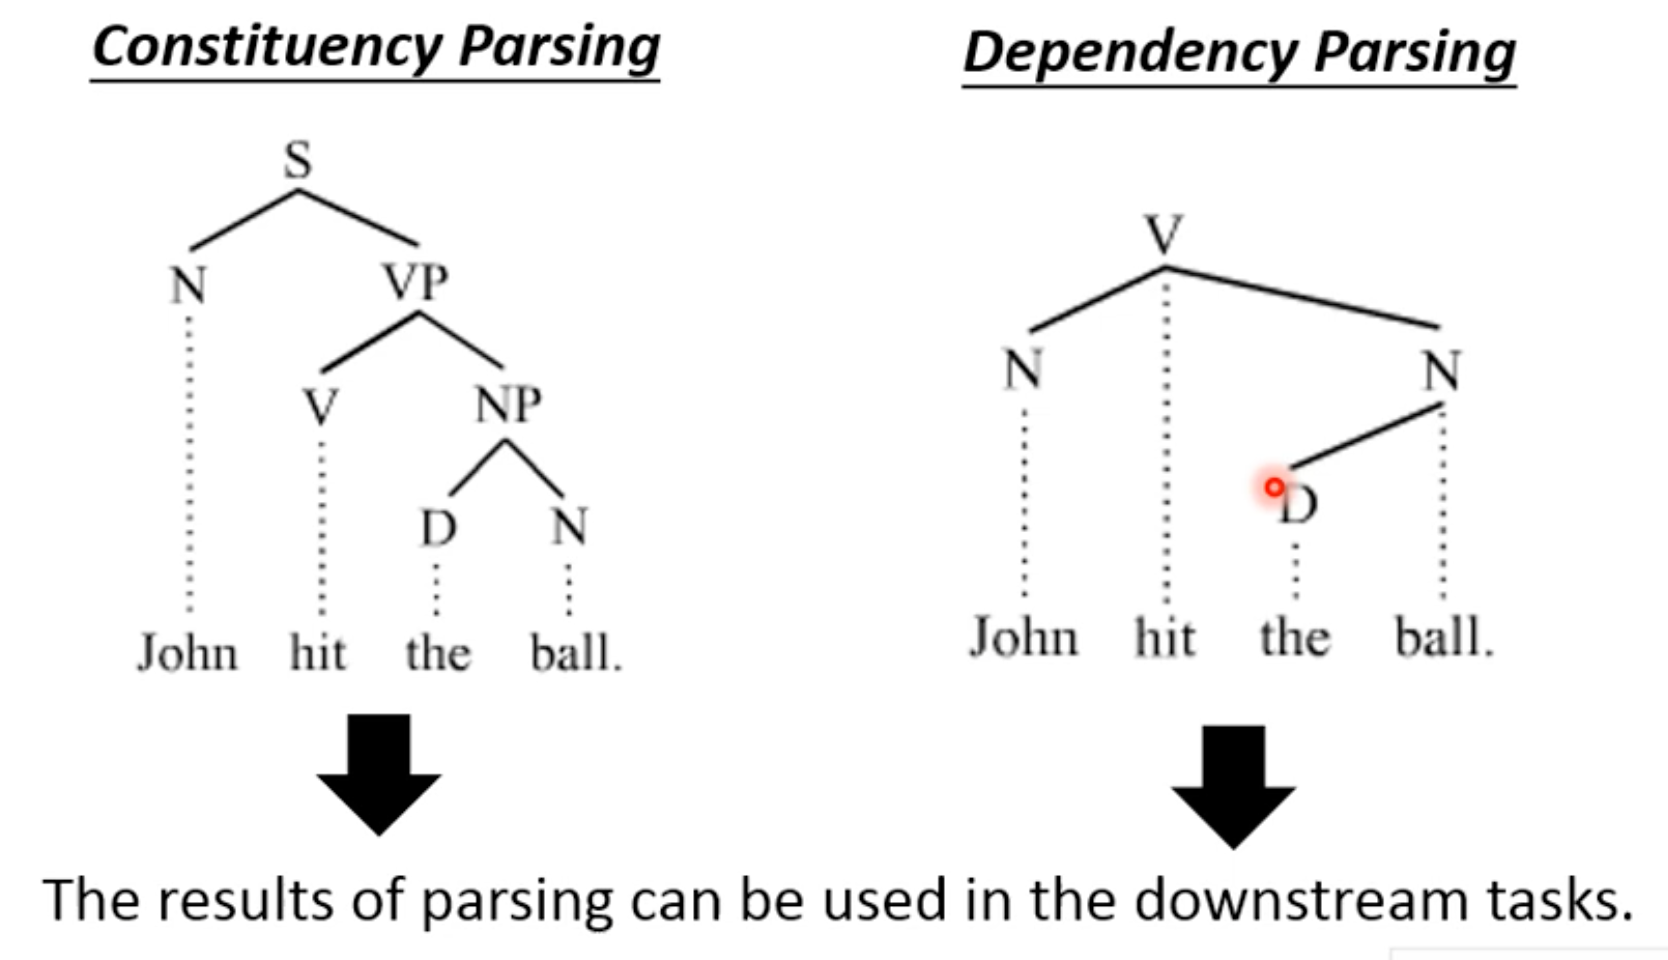 Constituency Parsing
S
N VP
V NP
D N
John hit the ball.
Dependency Parsing
V
N N
D
John hit the ball.
The results of parsing can be used in the downstream tasks.